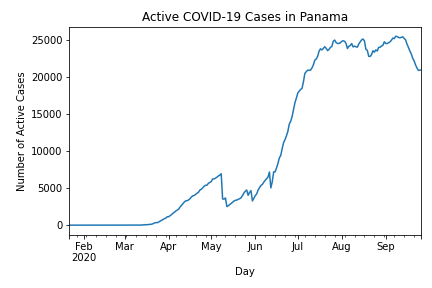 Active COVID-19 Cases in Panama
Number of Active Cases
25000
20000
15000
10000
5000
0
Feb Mar Apr May Jun Jul Aug Sep
2020
Day